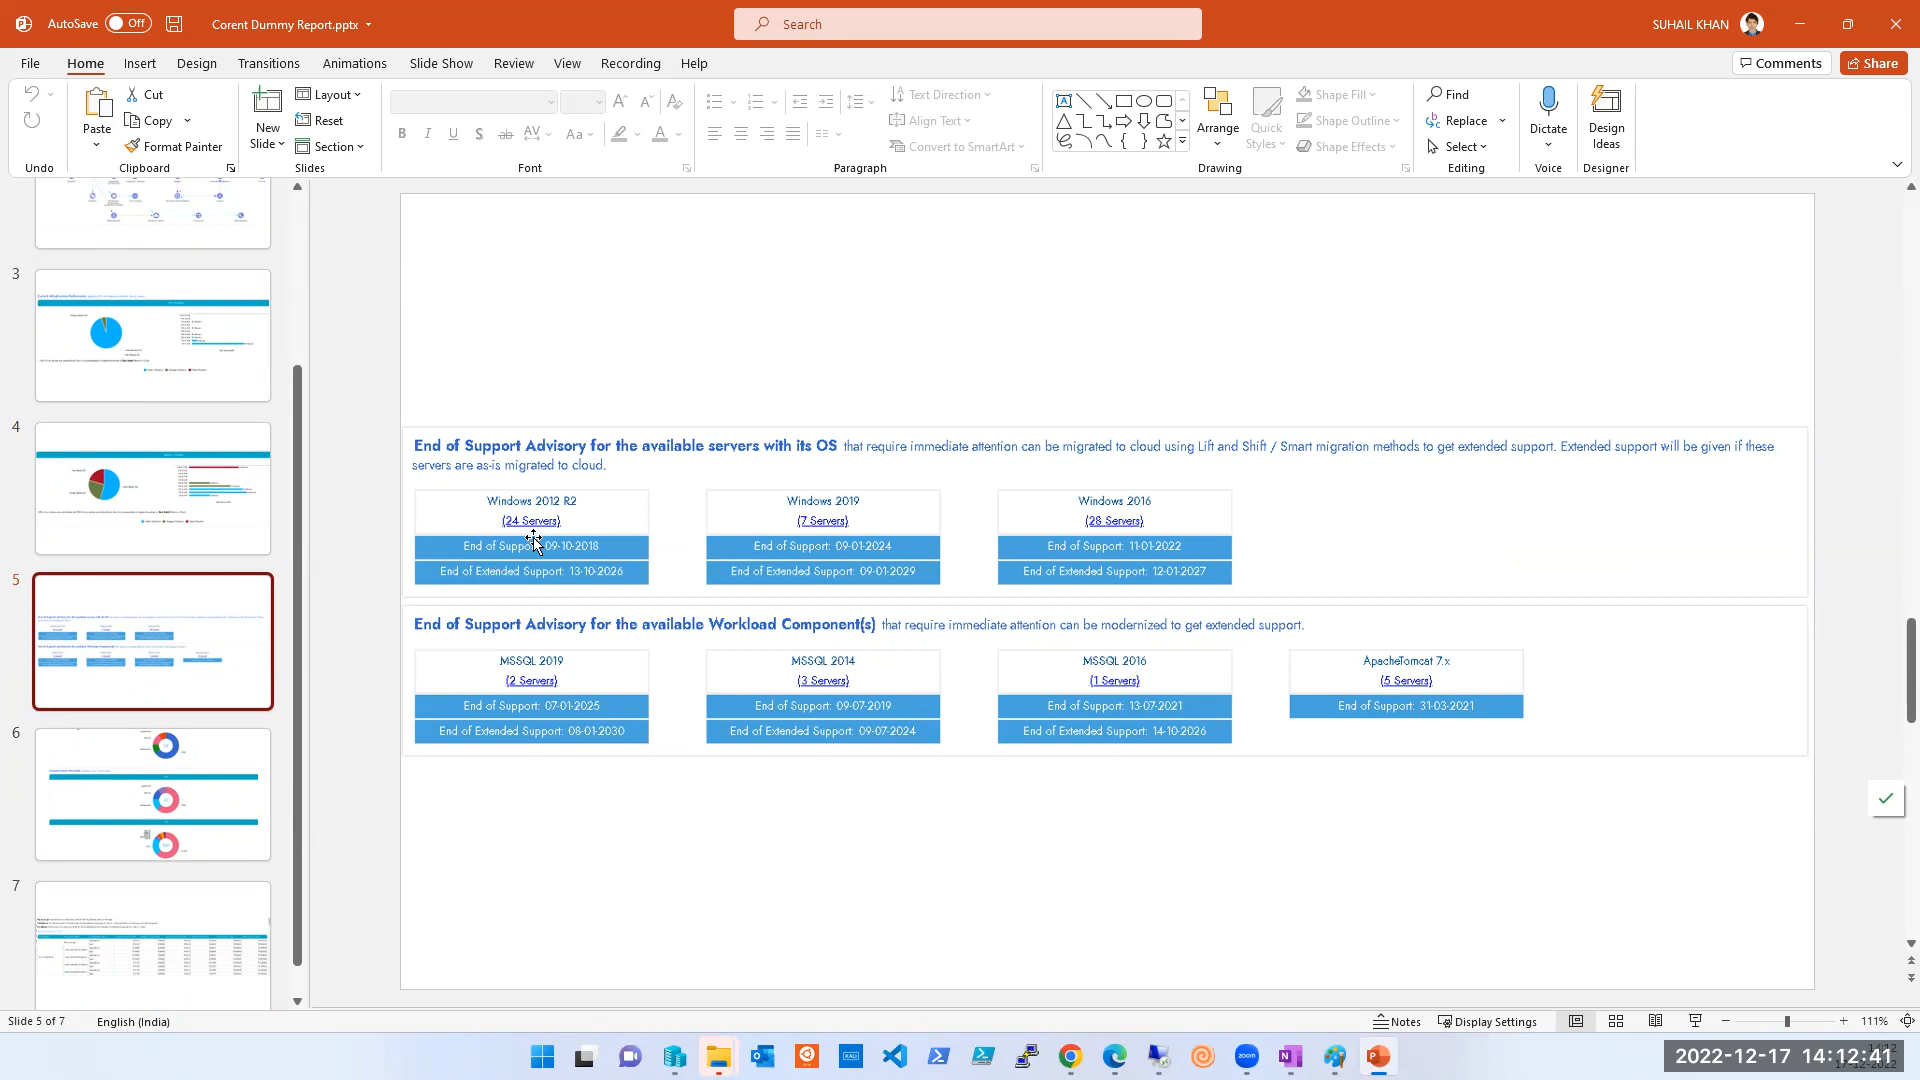 AutoSave Off Corent Dummy Report.pptx Search SUHAIL KHAN
File Home Insert Design Transitions Animations Slide Show Review View Recording Help Comments Share
Cut
Copy
Format Painter
Paste
Layout
Reset
Section
New
Slide
Text Direction
Align Text
Convert to SmartArt
Arrange
Quick
Styles
Shape Fill
Shape Outline
Shape Effects
Find
Replace
Select
Dictate
Design
Ideas
Undo Clipboard Slides Font Paragraph Drawing Editing Voice Designer
3
4
5
6
7
End of Support Advisory for the available servers with its OS that require immediate attention can be migrated to cloud using Lift and Shift / Smart migration methods to get extended support. Extended support will be given if these
servers are as-is migrated to cloud.
Windows 2012 R2 Windows 2019 Windows 2016
(24 Servers) (7 Servers) (28 Servers)
End of Support: 09-10-2018 End of Support: 09-01-2024 End of Support: 11-01-2022
End of Extended Support: 13-10-2026 End of Extended Support: 09-01-2029 End of Extended Support: 12-01-2027
End of Support Advisory for the available Workload Component(s) that require immediate attention can be modernized to get extended support.
MSSQL 2019 MSSQL 2014 MSSQL 2016 ApacheTomcat 7.x
(2 Servers) (3 Servers) (1 Servers) (5 Servers)
End of Support: 07-01-2025 End of Support: 09-07-2019 End of Support: 13-07-2021 End of Support: 31-03-2021
End of Extended Support: 08-01-2030 End of Extended Support: 09-07-2024 End of Extended Support: 14-10-2026
Slide 5 of 7 English (India) Notes Display Settings 111%
zoom
2022-12-17 14:12:41